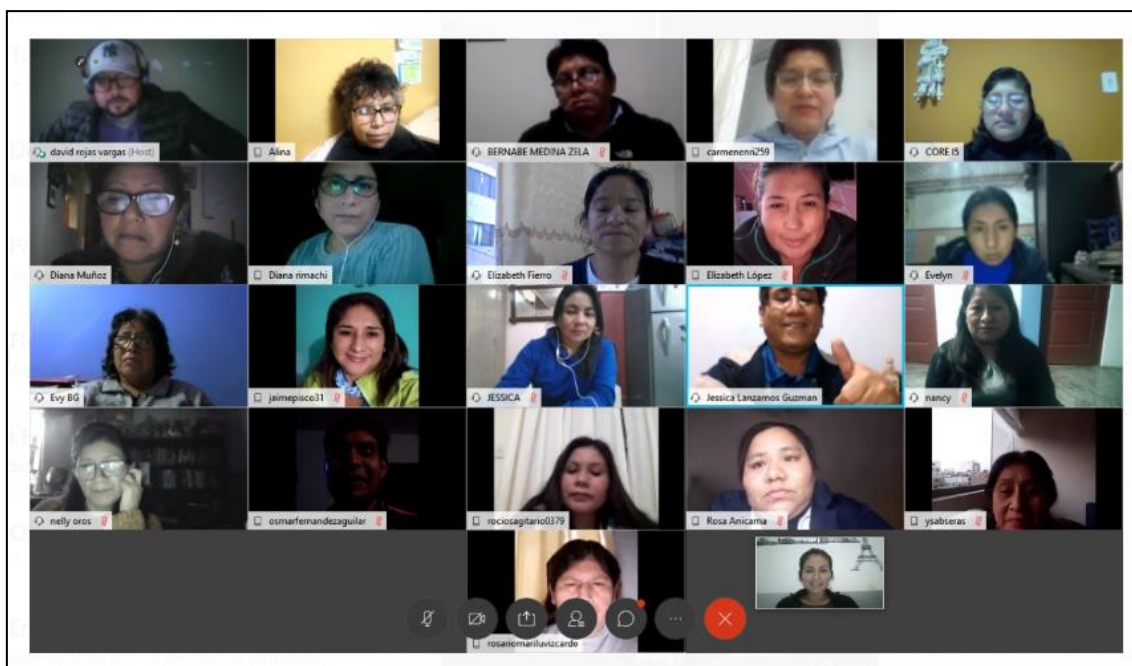 david rojas vargas (Host)
Alina
BERNABE MEDINA ZELA
carmenenri259
CORE I5
Diana Muñoz
Diana rimachi
Elizabeth Fierro
Elizabeth López
Evelyn
Evy BG
jaimepisco31
JESSICA
Jessica Lanzamos Guzman
nancy
nelly oros
osmarfernandezaguilar
rociosagitario0379
Rosa Anicama
ysabseras
rosariomariluvizcardo